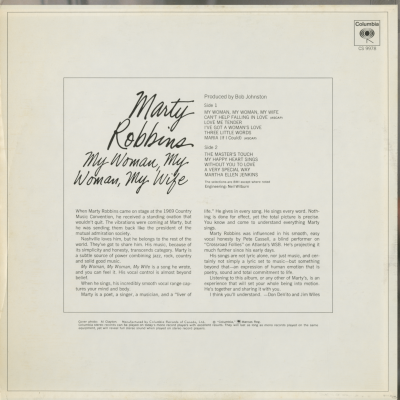 Columbia
CS 9978
Marty
Robbins
My Woman, My
Woman, My Wife
Produced by Bob Johnston
Side 1
MY WOMAN, MY WOMAN, MY WIFE
CAN'T HELP FALLING IN LOVE
LOVE ME TENDER
I'VE GOT A WOMAN'S LOVE
THREE LITTLE WORDS
MARIA (If I Could)
Side 2
THE MASTER'S TOUCH
MY HAPPY HEART SINGS
WITHOUT YOU TO LOVE
A VERY SPECIAL WAY
MARTHA ELLEN JENKINS
Engineering: Neil Wilburn
When Marty Robbins came on stage at the 1969 Country
Music Convention, he received a standing ovation that
wouldn't quit. The vibrations were coming at Marty, but
he was sending them back like the president of the
mutual admiration society.
Nashville loves him, but he belongs to the rest of the
world. They've got to share him. His music, because of
its simplicity and honesty, transcends category. Marty is
a subtle source of power combining jazz, rock, country
and solid good music.
My Woman, My Woman, My Wife is a song he wrote,
and you can feel it. His vocal control is almost beyond
belief.
When he sings, his incredibly smooth vocal range cap-
tures your mind and body.
Marty is a poet, a singer, a musician, and a "liver of
life." He gives in every song. He sings every word. Noth-
ing is done for effect, yet the total picture is precise.
You know and come to understand everything Marty
sings.
Marty Robbins was influenced in his smooth, easy
vocal honesty by Pete Cassell, a blind performer on
"Crossroad Follies" on Atlanta's WSB. He's projecting it
much further since his early days.
His songs are not lyric alone, nor just music, and cer-
tainly not simply a lyric set to music—but something
beyond that—an expression of human emotion that is
poetry, sound and total commitment to life.
Listening to this album, or any other of Marty's, is an
experience that will set your whole being into motion.
He's together and sharing it with you.
I think you'll understand. —Don Grilitto and Jim White